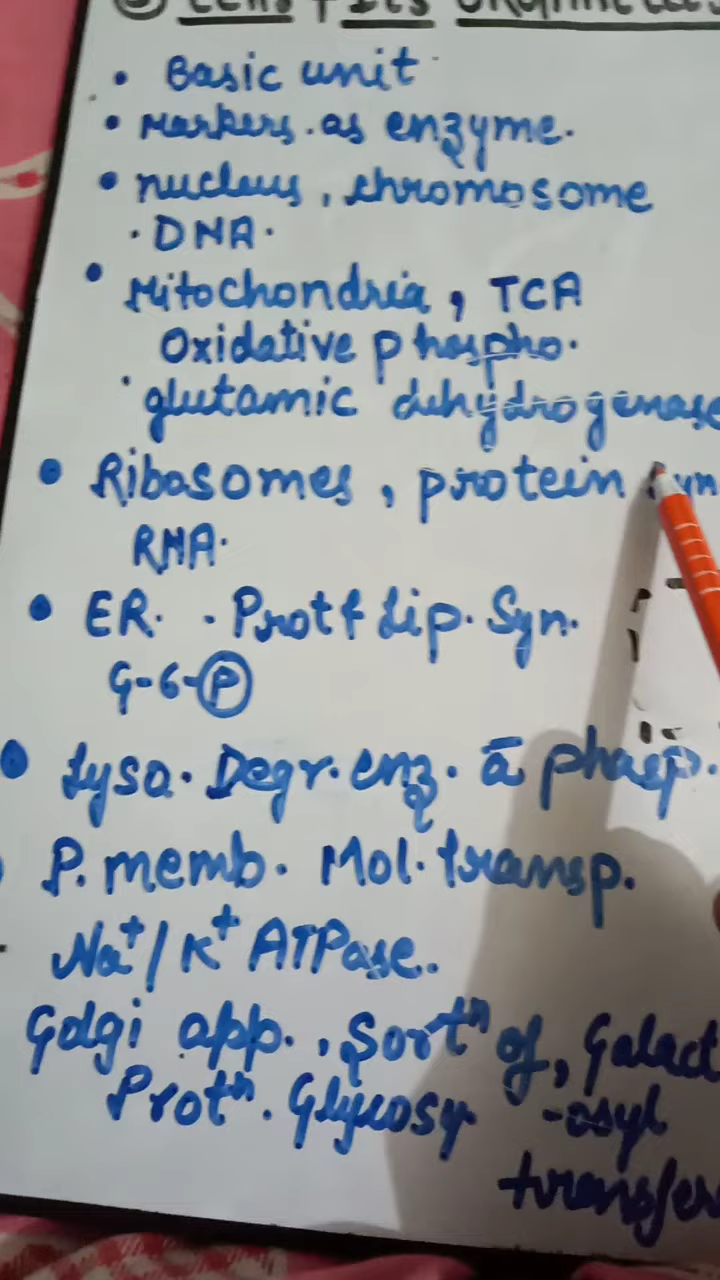 • Basic unit
• Markers. as enzyme.
• nucleus, chromosome
. DNA.
• Mitochondria, TCA
Oxidative phospho.
. glutamic dehydrogenase
• Ribosomes, protein syn
RNA.
• ER. . Prot & Lip. Syn.
G-6-P
• Lyso. Degr. enz. ā phosp.
P. memb. Mol. transp.
Na⁺/K⁺ ATPase.
Golgi app., Sortⁿ of, Galact
Protⁿ. Glycosy -osyl
transfer